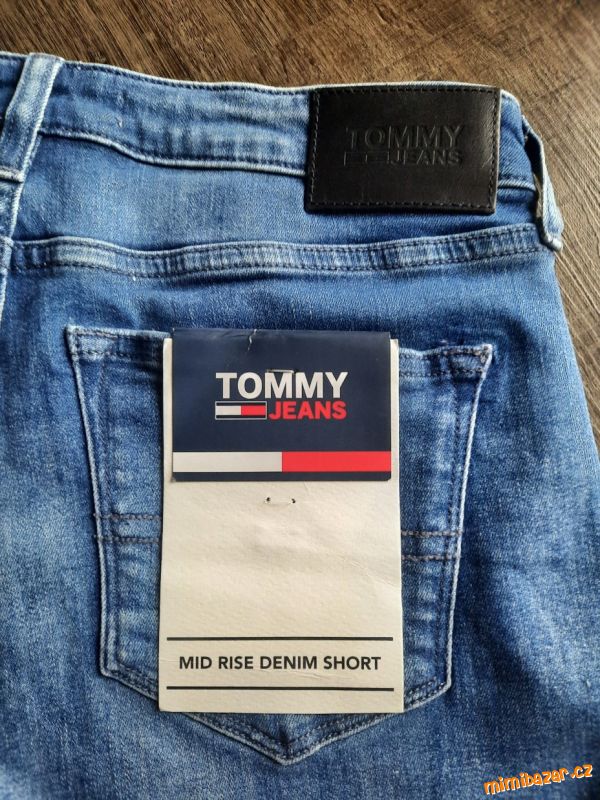 TOMMY
JEANS
TOMMY
JEANS
MID RISE DENIM SHORT
mimibazar.cz